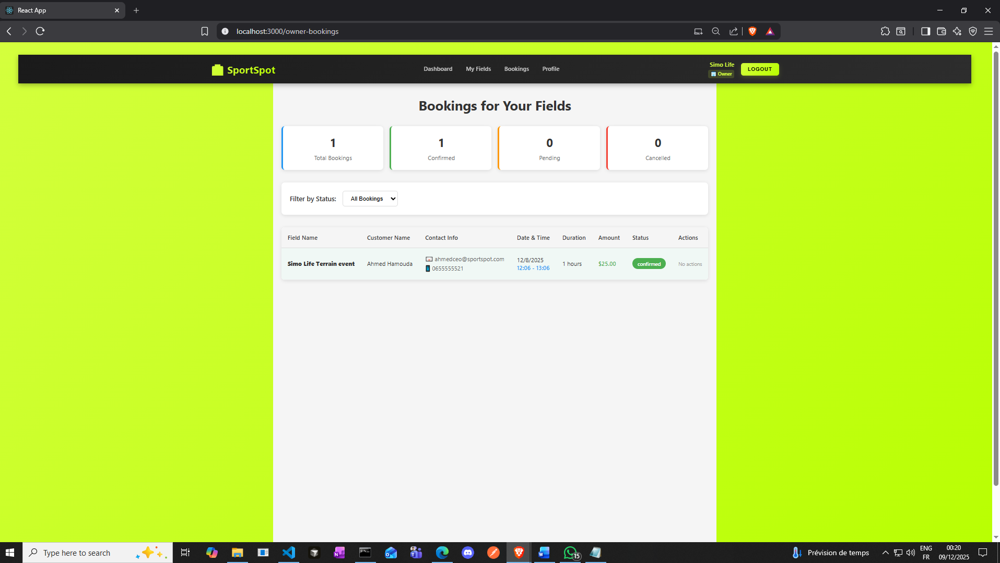 React App
localhost:3000/owner-bookings
SportSpot
Dashboard
My Fields
Bookings
Profile
Simo Life
Owner
LOGOUT
Bookings for Your Fields
1
Total Bookings
1
Confirmed
0
Pending
0
Cancelled
Filter by Status:
All Bookings
Field Name
Customer Name
Contact Info
Date & Time
Duration
Amount
Status
Actions
Simo Life Terrain event
Ahmed Hamouda
ahmedceo@sportspot.com
0655555521
12/8/2025
12:06 - 13:06
1 hours
$25.00
confirmed
No actions
Type here to search
15
Prévision de temps
ENG
FR
00:20
09/12/2025